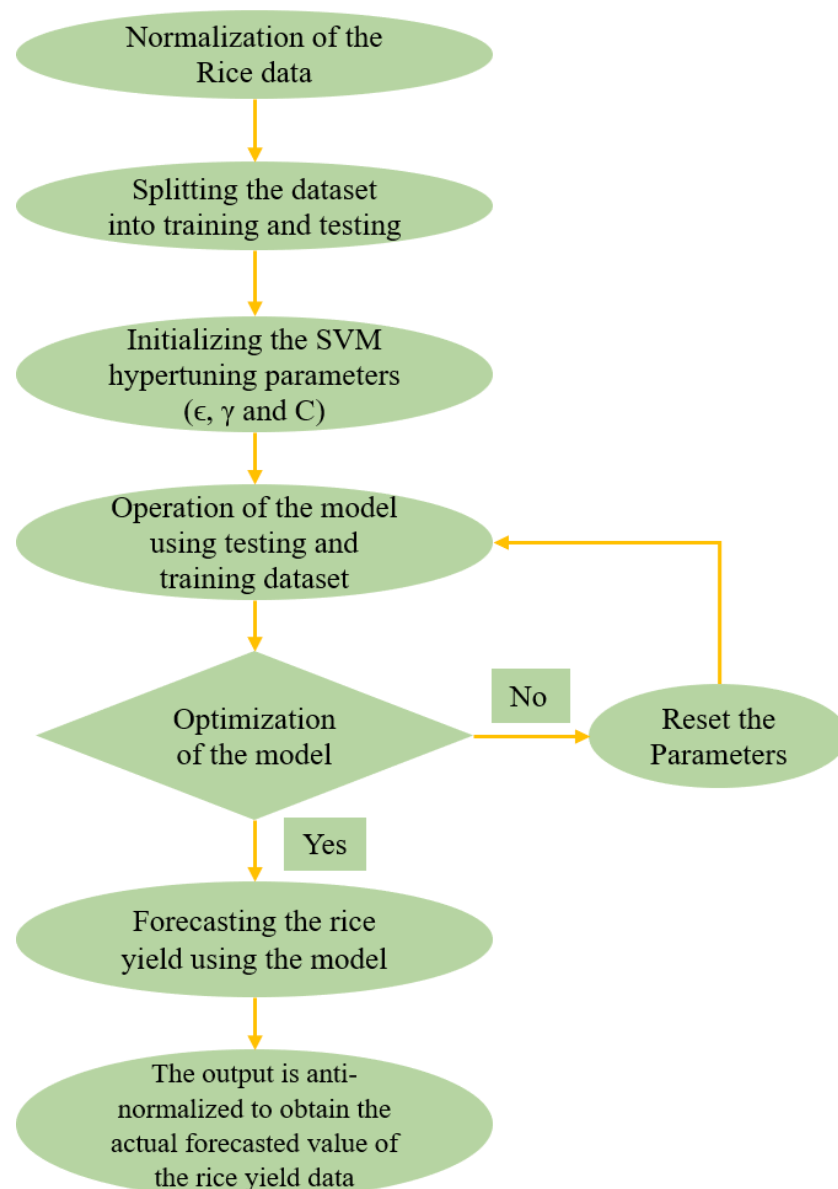 Normalization of the
Rice data
Splitting the dataset
into training and testing
Initializing the SVM
hypertuning parameters
(ϵ, γ and C)
Operation of the model
using testing and
training dataset
Optimization
of the model
No
Reset the
Parameters
Yes
Forecasting the rice
yield using the model
The output is anti-
normalized to obtain the
actual forecasted value of
the rice yield data